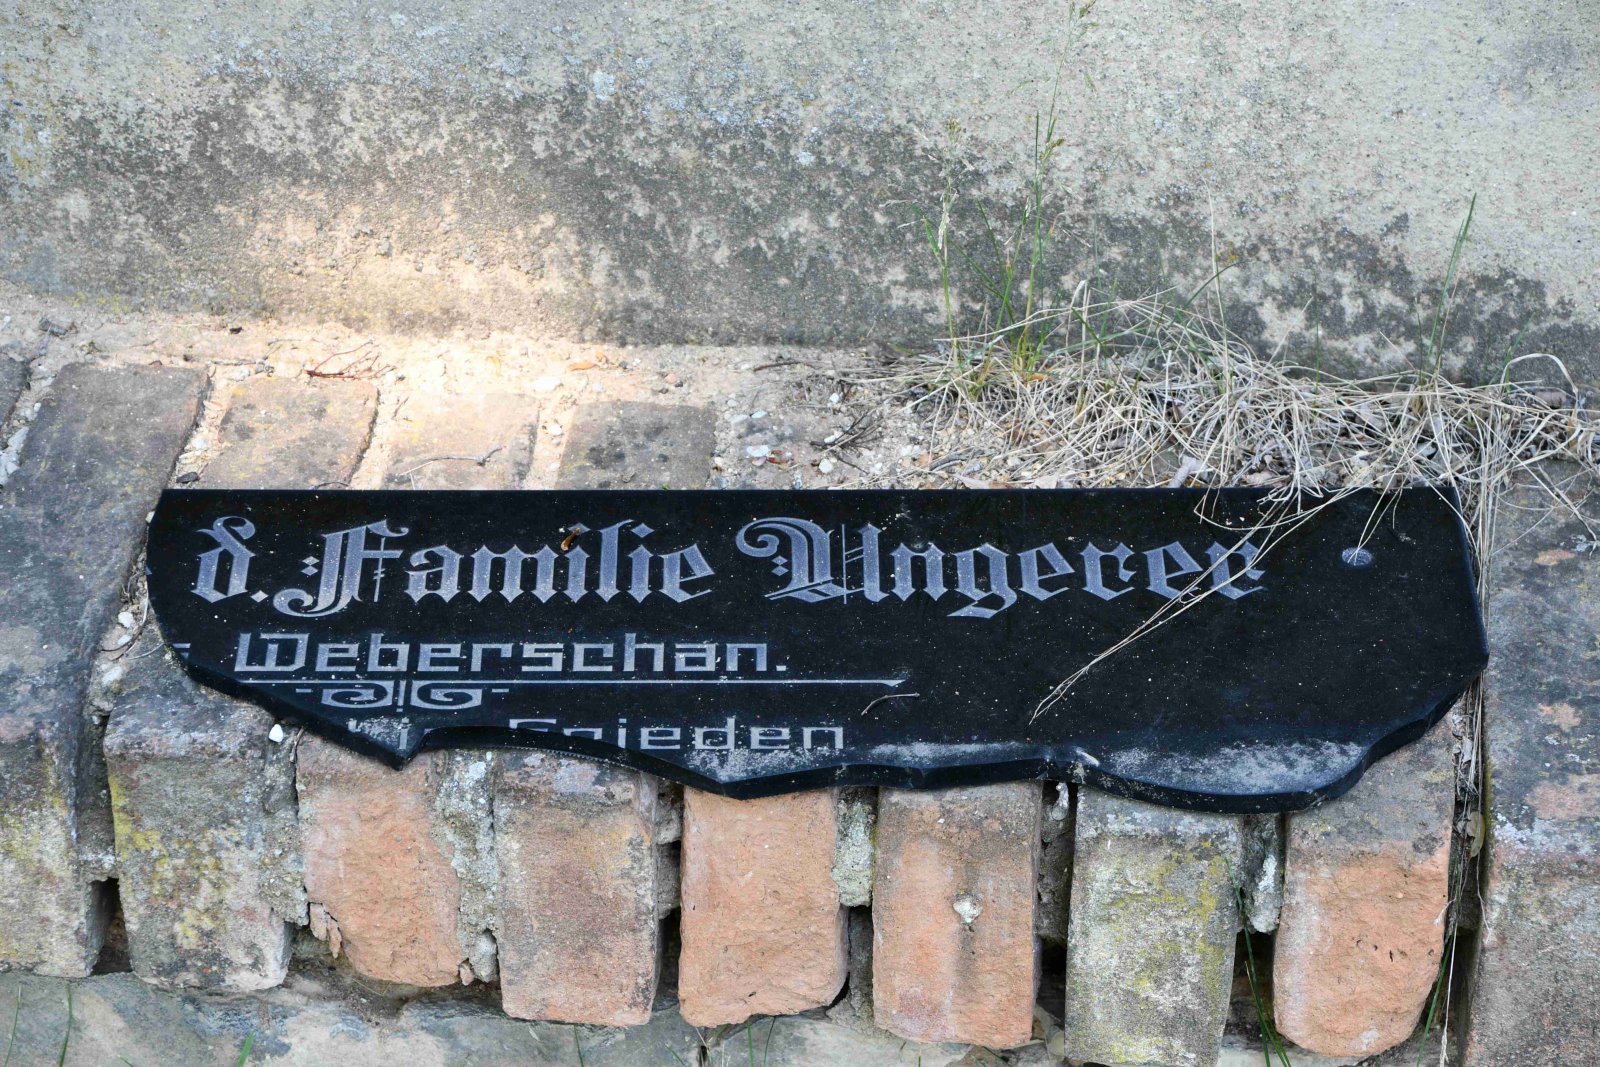 d. Familie Ungerer
Weberschan.
Frieden